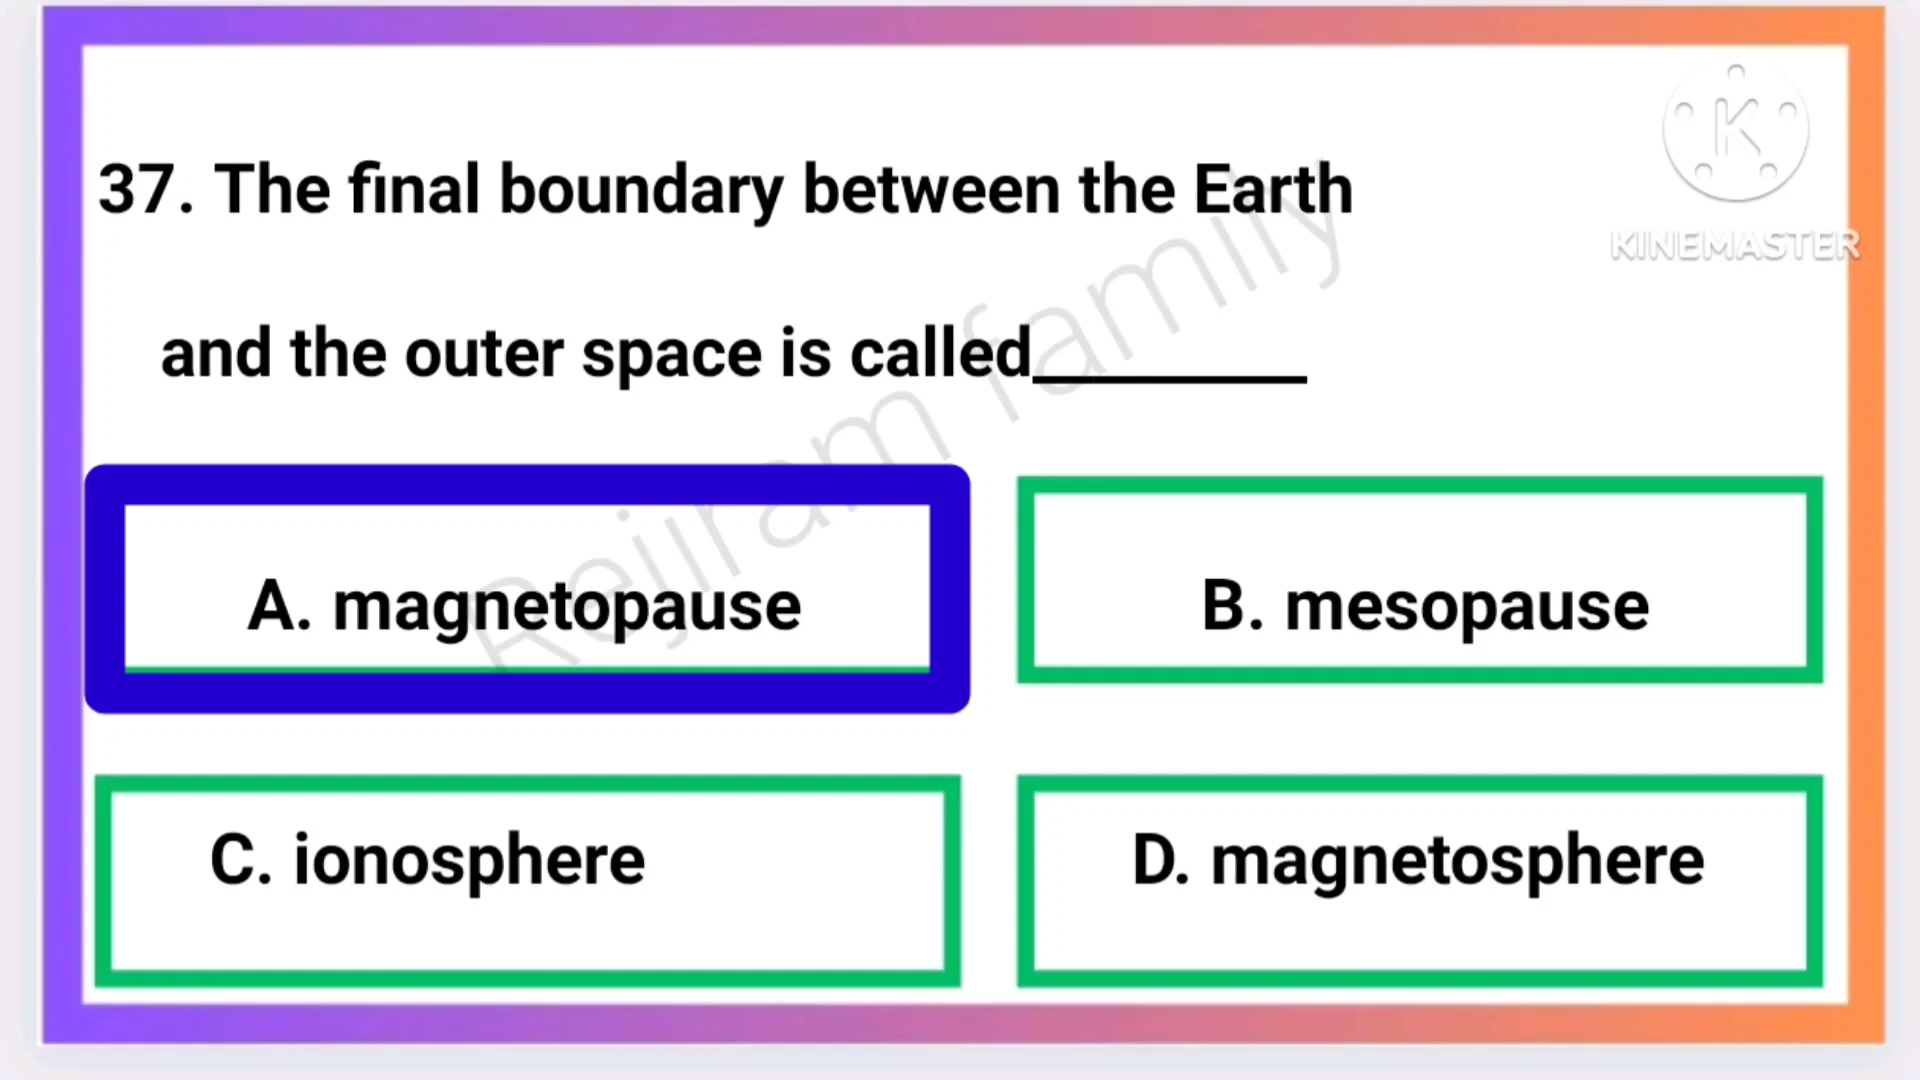 37. The final boundary between the Earth
and the outer space is called_________
A. magnetopause
B. mesopause
C. ionosphere
D. magnetosphere
Rejiram family
K
KINEMASTER